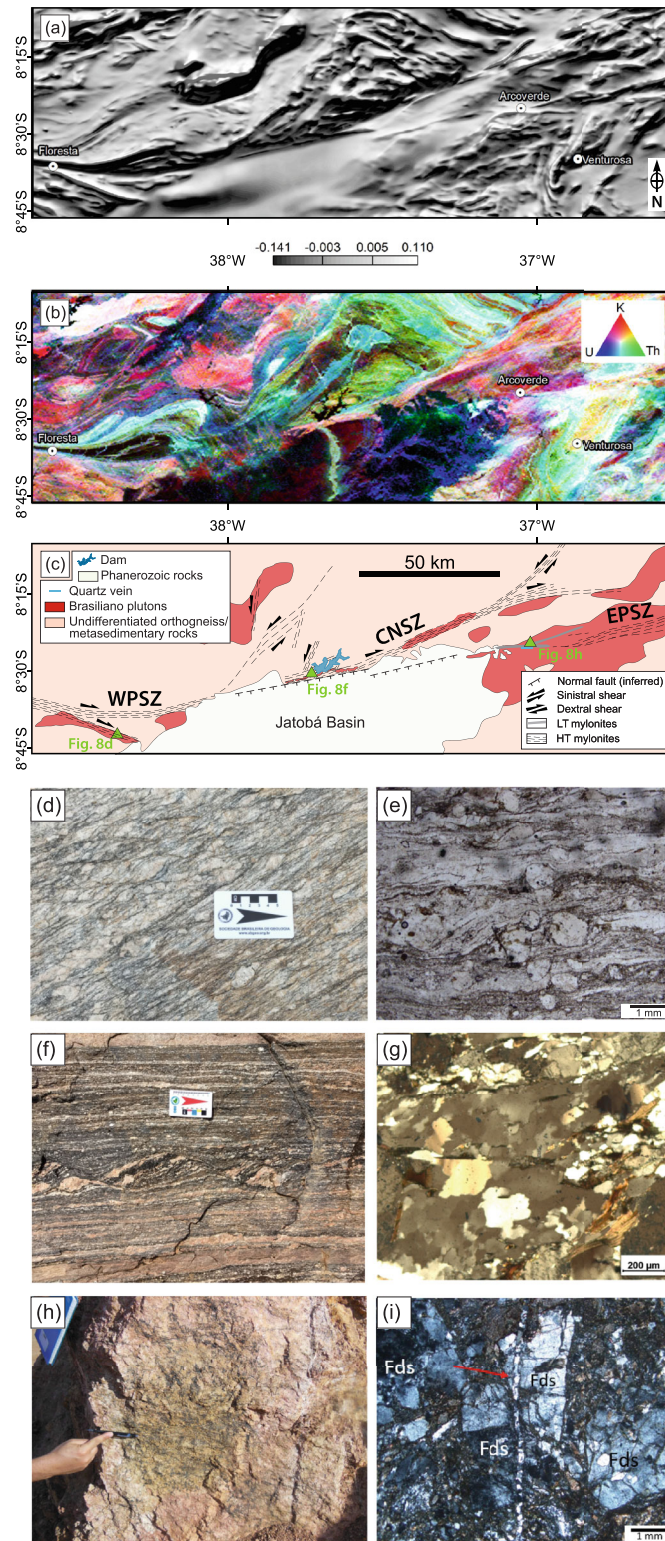 (a)
8°15'S
8°30'S
8°45'S
Arcoverde
Floresta
Venturosa
N
38°W
37°W
-0.141 -0.003 0.005 0.110
(b)
8°15'S
8°30'S
8°45'S
K
U
Th
Arcoverde
Floresta
Venturosa
38°W
37°W
(c)
8°15'S
8°30'S
8°45'S
Dam
Phanerozoic rocks
Quartz vein
Brasiliano plutons
Undifferentiated orthogneiss/
metasedimentary rocks
50 km
CNSZ
EPSZ
WPSZ
Fig. 8h
Fig. 8f
Fig. 8d
Jatobá Basin
Normal fault (inferred)
Sinistral shear
Dextral shear
LT mylonites
HT mylonites
(d)
SOCIEDADE BRASILEIRA DE GEOLOGIA
(e)
1 mm
(f)
(g)
200 µm
(h)
(i)
Fds
Fds
Fds
Fds
1 mm